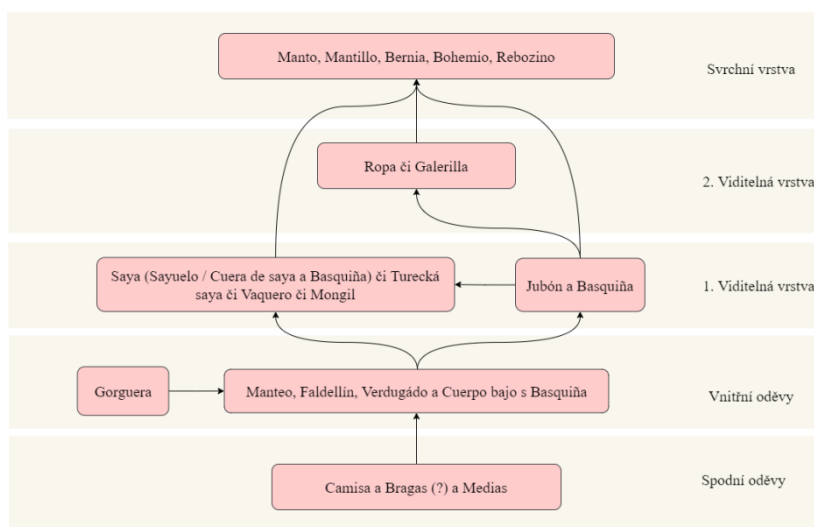 Manto, Mantillo, Bernia, Bohemio, Rebozino
Svrchní vrstva
Ropa či Galerilla
2. Viditelná vrstva
Saya (Sayuelo / Cuera de saya a Basquiña) či Turecká
saya či Vaquero či Mongil
Jubón a Basquiña
1. Viditelná vrstva
Gorguera
Manteo, Faldellín, Verdugádo a Cuerpo bajo s Basquiña
Vnitřní oděvy
Camisa a Bragas (?) a Medias
Spodní oděvy